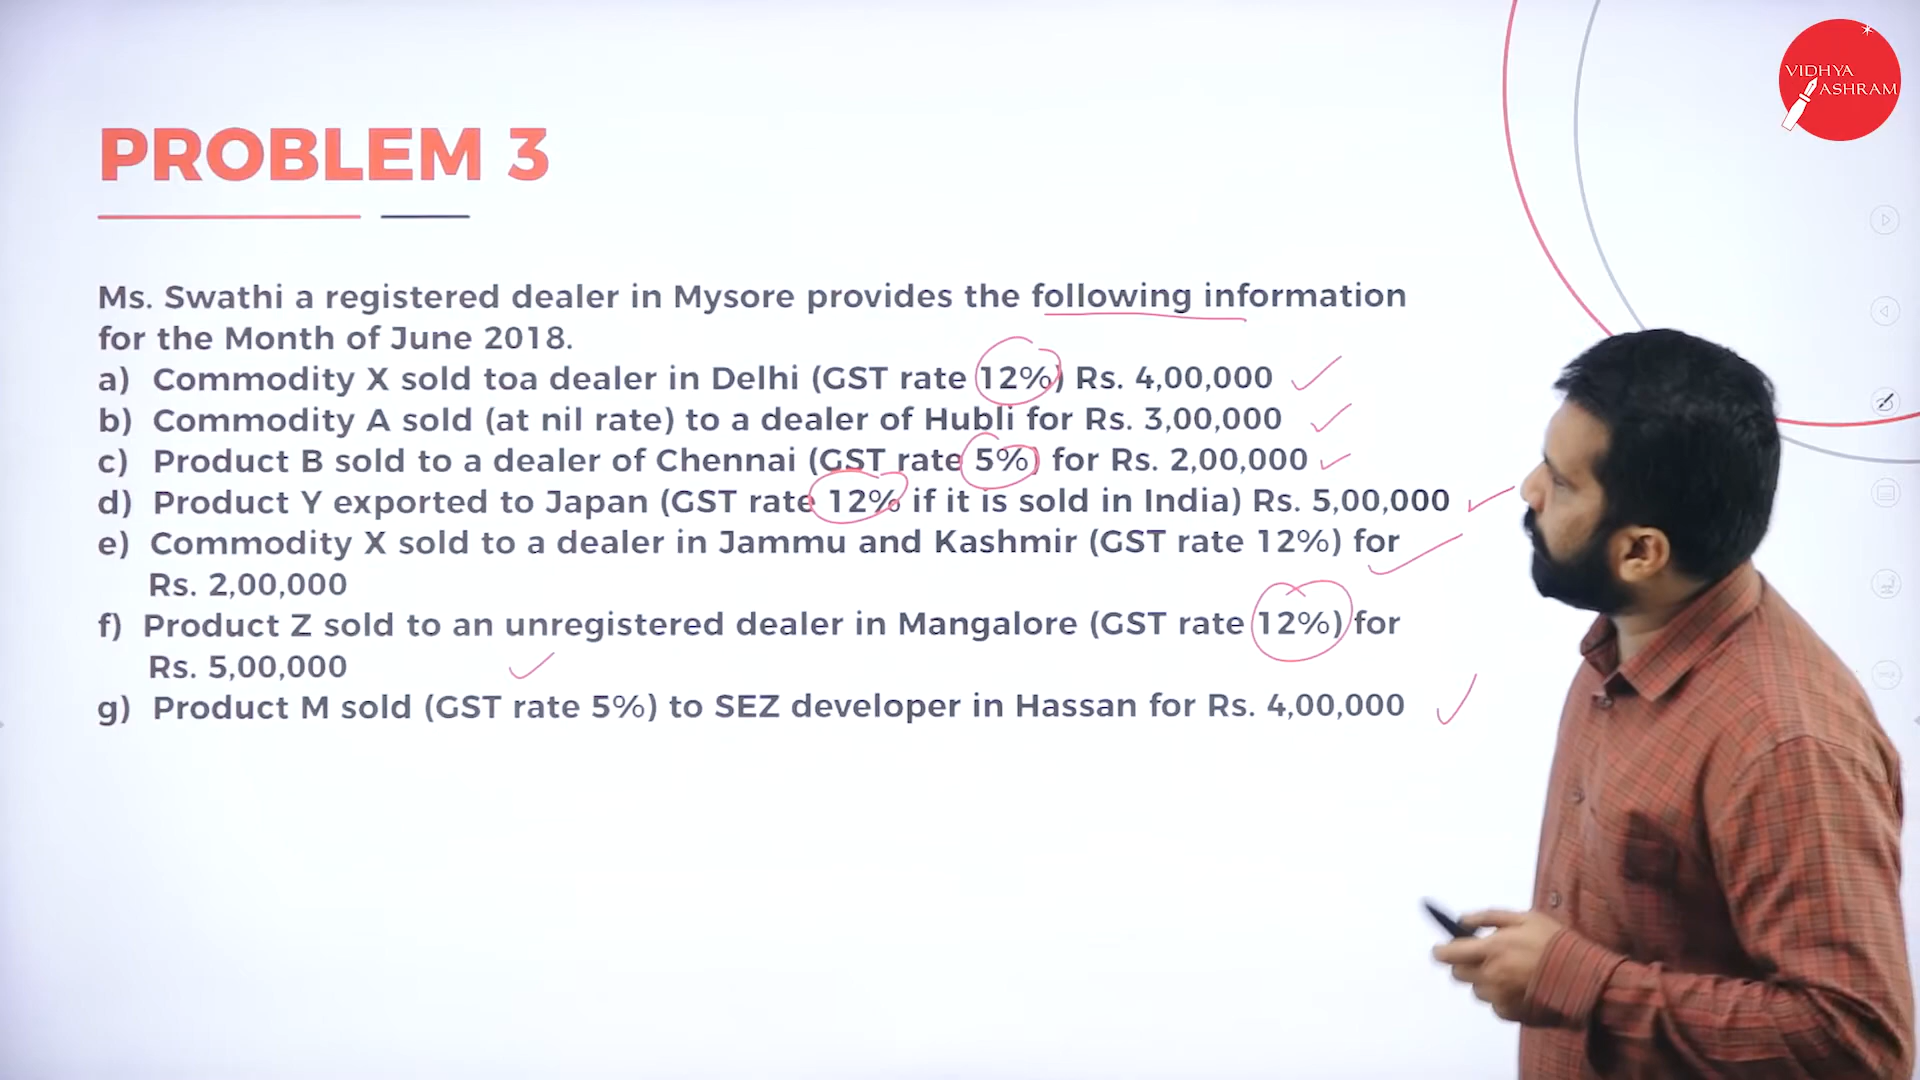 VIDHYA
ASHRAM
PROBLEM 3
Ms. Swathi a registered dealer in Mysore provides the following information
for the Month of June 2018.
a) Commodity X sold toa dealer in Delhi (GST rate 12%) Rs. 4,00,000
b) Commodity A sold (at nil rate) to a dealer of Hubli for Rs. 3,00,000
c) Product B sold to a dealer of Chennai (GST rate 5%) for Rs. 2,00,000
d) Product Y exported to Japan (GST rate 12% if it is sold in India) Rs. 5,00,000
e) Commodity X sold to a dealer in Jammu and Kashmir (GST rate 12%) for
Rs. 2,00,000
f) Product Z sold to an unregistered dealer in Mangalore (GST rate 12%) for
Rs. 5,00,000
g) Product M sold (GST rate 5%) to SEZ developer in Hassan for Rs. 4,00,000